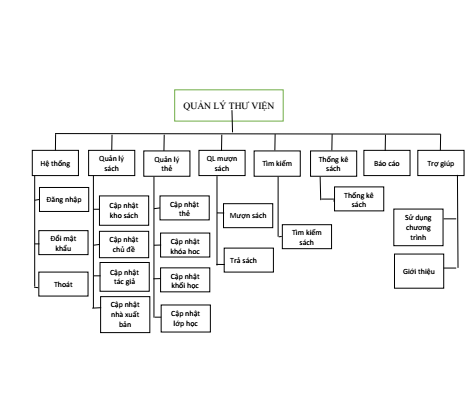 QUẢN LÝ THƯ VIỆN
Hệ thống
Quản lý
sách
Quản lý
thẻ
QL mượn
sách
Tìm kiếm
Thống kê
sách
Báo cáo
Trợ giúp
Đăng nhập
Đổi mật
khẩu
Thoát
Cập nhật
kho sách
Cập nhật
chủ đề
Cập nhật
tác giả
Cập nhật
nhà xuất
bản
Cập nhật
thẻ
Cập nhật
khóa hoc
Cập nhật
khối học
Cập nhật
lớp học
Mượn sách
Trả sách
Tìm kiếm
sách
Thống kê
sách
Sử dụng
chương
trình
Giới thiệu